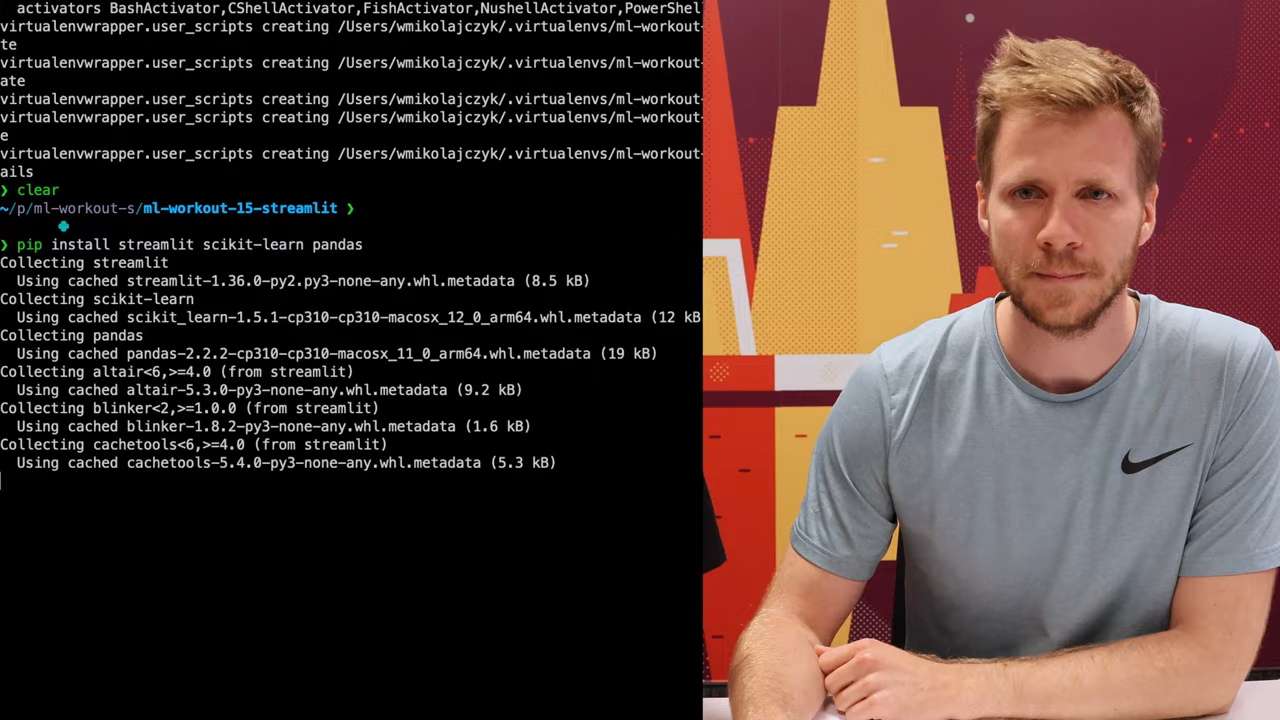 activators BashActivator,CShellActivator,FishActivator,NushellActivator,PowerShel
virtualenvwrapper.user_scripts creating /Users/wmikolajczyk/.virtualenvs/ml-workout-
te
virtualenvwrapper.user_scripts creating /Users/wmikolajczyk/.virtualenvs/ml-workout-
ate
virtualenvwrapper.user_scripts creating /Users/wmikolajczyk/.virtualenvs/ml-workout-
virtualenvwrapper.user_scripts creating /Users/wmikolajczyk/.virtualenvs/ml-workout-
e
virtualenvwrapper.user_scripts creating /Users/wmikolajczyk/.virtualenvs/ml-workout-
ails
❯ clear
~/p/ml-workout-s/ml-workout-15-streamlit ❯
❯ pip install streamlit scikit-learn pandas
Collecting streamlit
Using cached streamlit-1.36.0-py2.py3-none-any.whl.metadata (8.5 kB)
Collecting scikit-learn
Using cached scikit_learn-1.5.1-cp310-cp310-macosx_12_0_arm64.whl.metadata (12 kB
Collecting pandas
Using cached pandas-2.2.2-cp310-cp310-macosx_11_0_arm64.whl.metadata (19 kB)
Collecting altair<6,>=4.0 (from streamlit)
Using cached altair-5.3.0-py3-none-any.whl.metadata (9.2 kB)
Collecting blinker<2,>=1.0.0 (from streamlit)
Using cached blinker-1.8.2-py3-none-any.whl.metadata (1.6 kB)
Collecting cachetools<6,>=4.0 (from streamlit)
Using cached cachetools-5.4.0-py3-none-any.whl.metadata (5.3 kB)